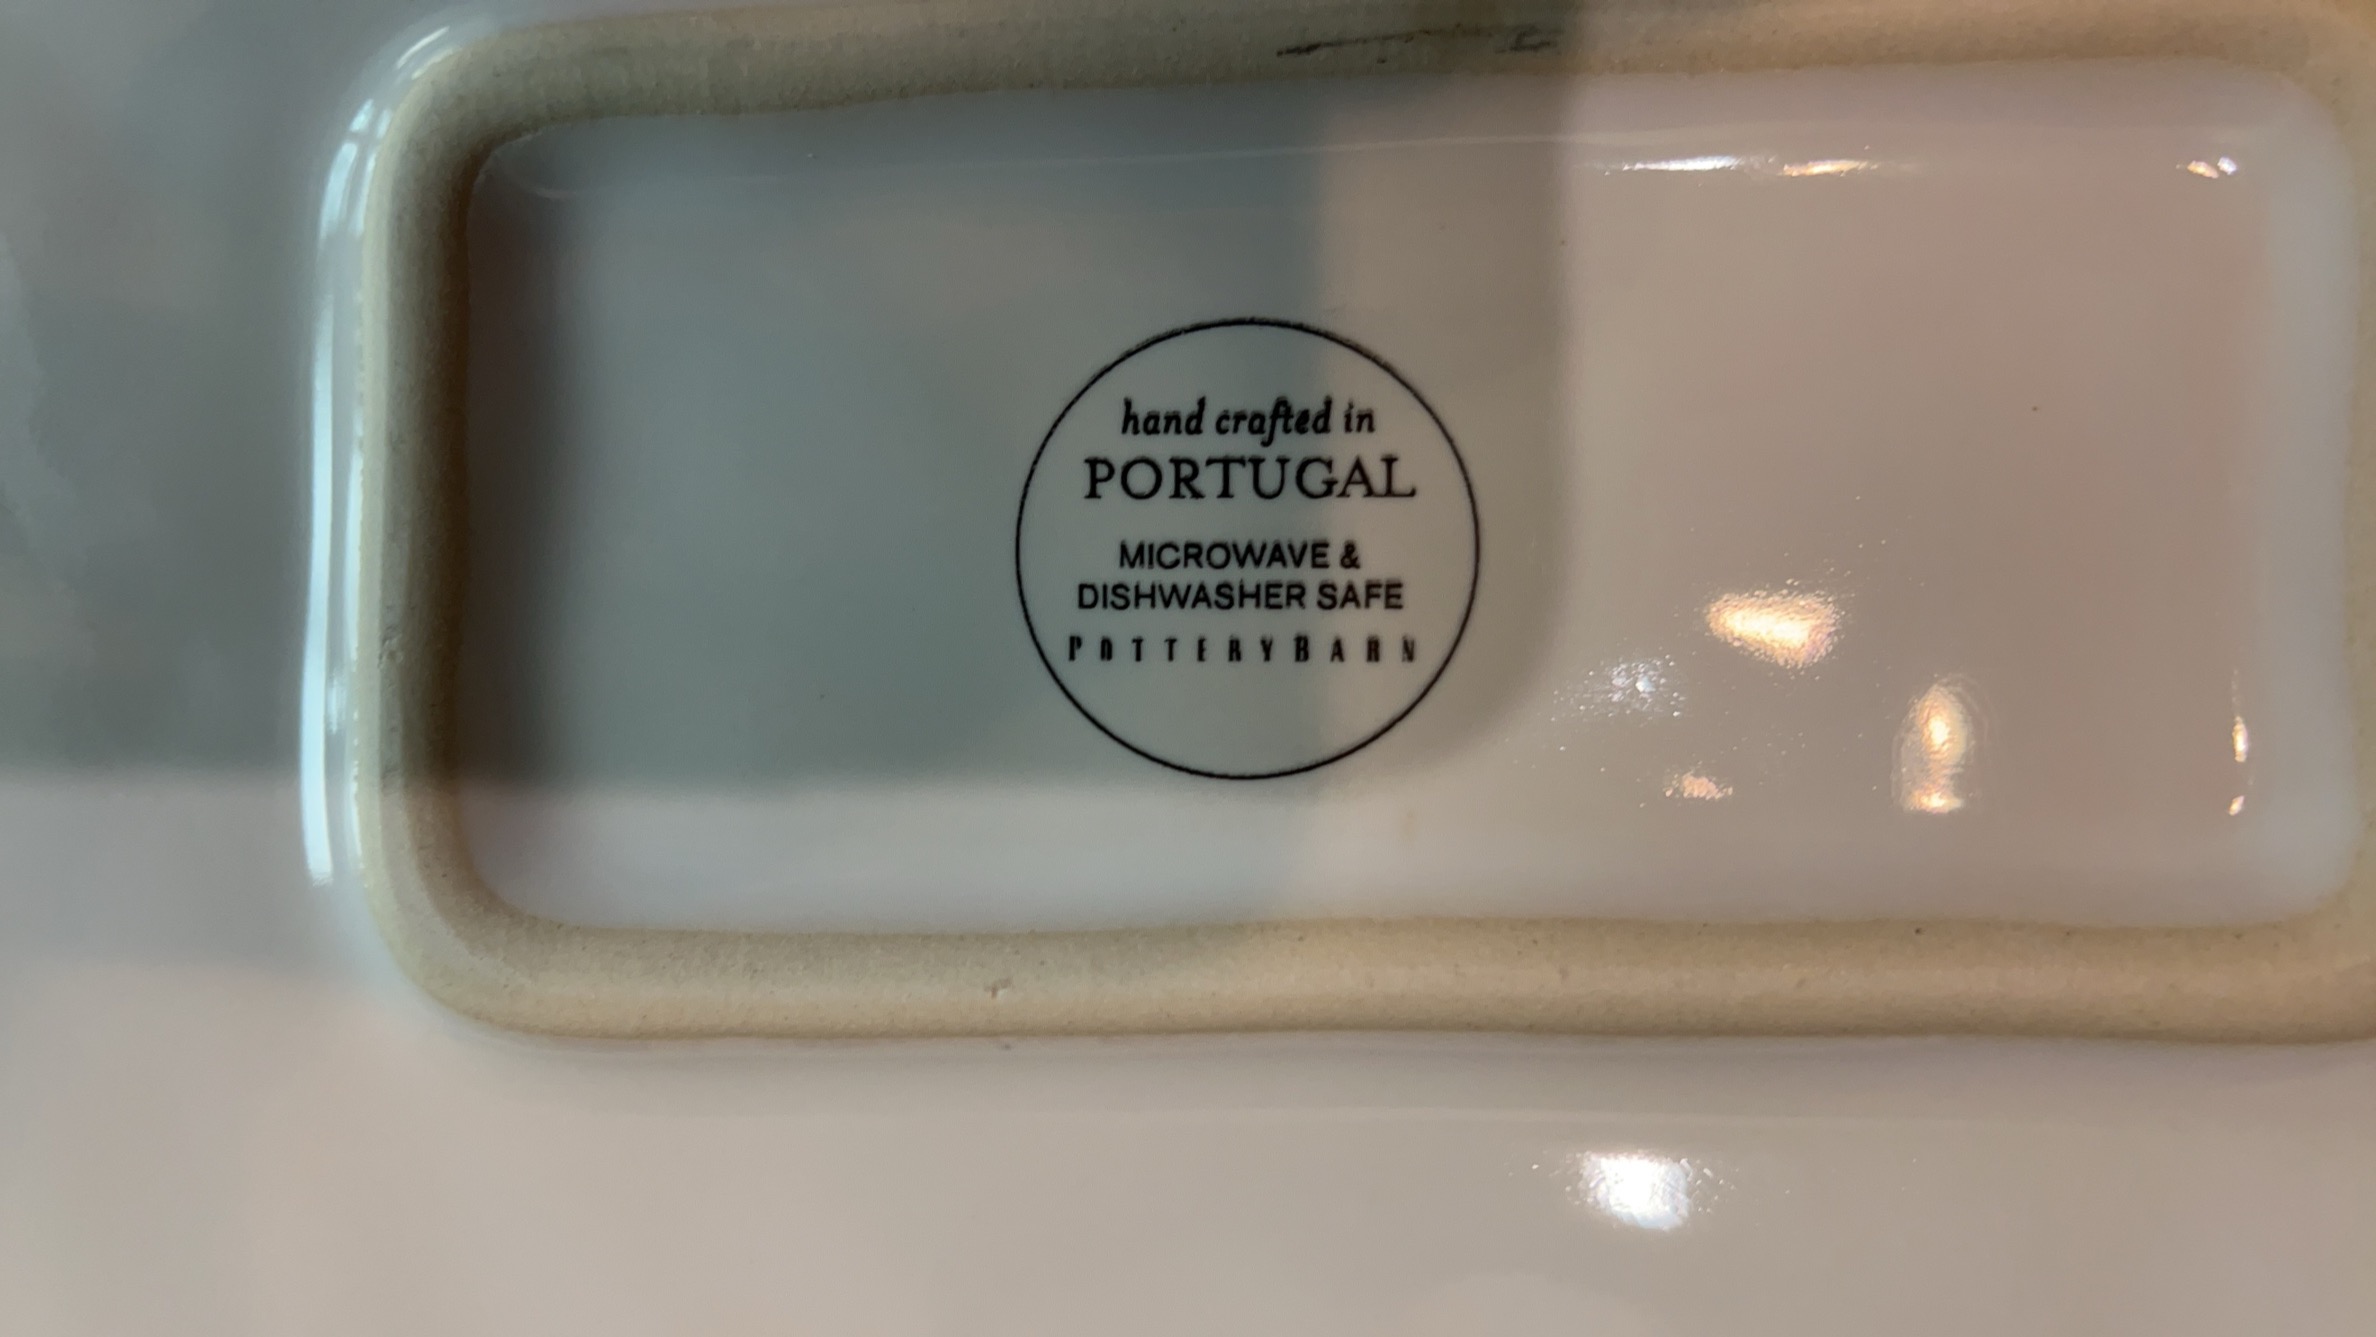 hand crafted in
PORTUGAL
MICROWAVE &
DISHWASHER SAFE
POTTERYBARN